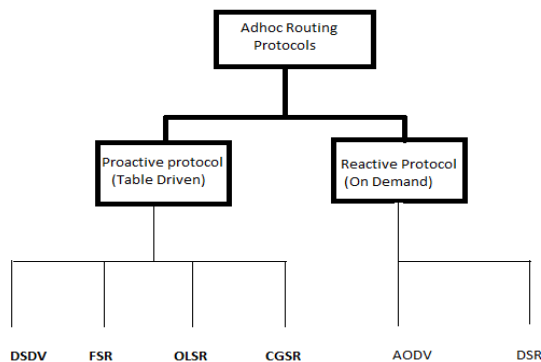 Adhoc Routing
Protocols
Proactive protocol
(Table Driven)
Reactive Protocol
(On Demand)
DSDV
FSR
OLSR
CGSR
AODV
DSR